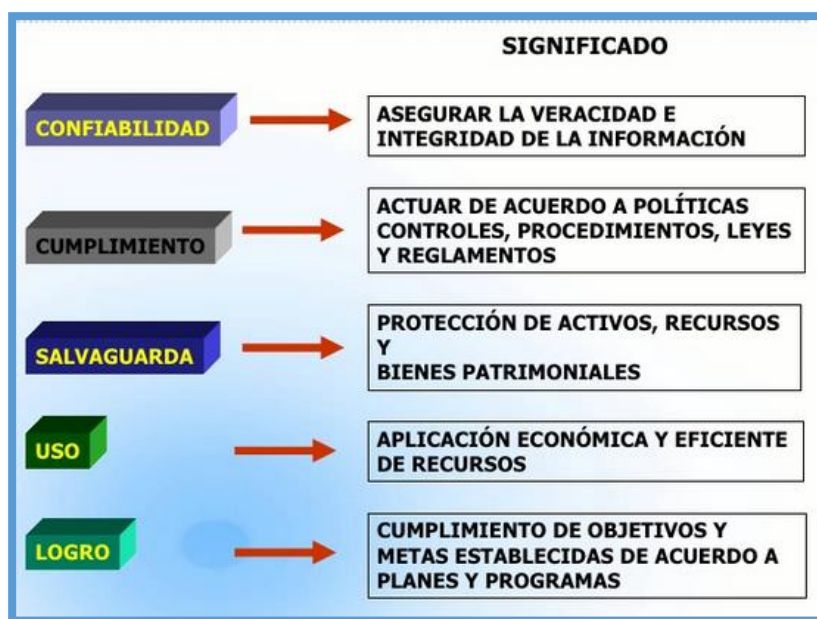 SIGNIFICADO
CONFIABILIDAD
ASEGURAR LA VERACIDAD E
INTEGRIDAD DE LA INFORMACIÓN
CUMPLIMIENTO
ACTUAR DE ACUERDO A POLÍTICAS
CONTROLES, PROCEDIMIENTOS, LEYES
Y REGLAMENTOS
SALVAGUARDA
PROTECCIÓN DE ACTIVOS, RECURSOS
Y
BIENES PATRIMONIALES
USO
APLICACIÓN ECONÓMICA Y EFICIENTE
DE RECURSOS
LOGRO
CUMPLIMIENTO DE OBJETIVOS Y
METAS ESTABLECIDAS DE ACUERDO A
PLANES Y PROGRAMAS